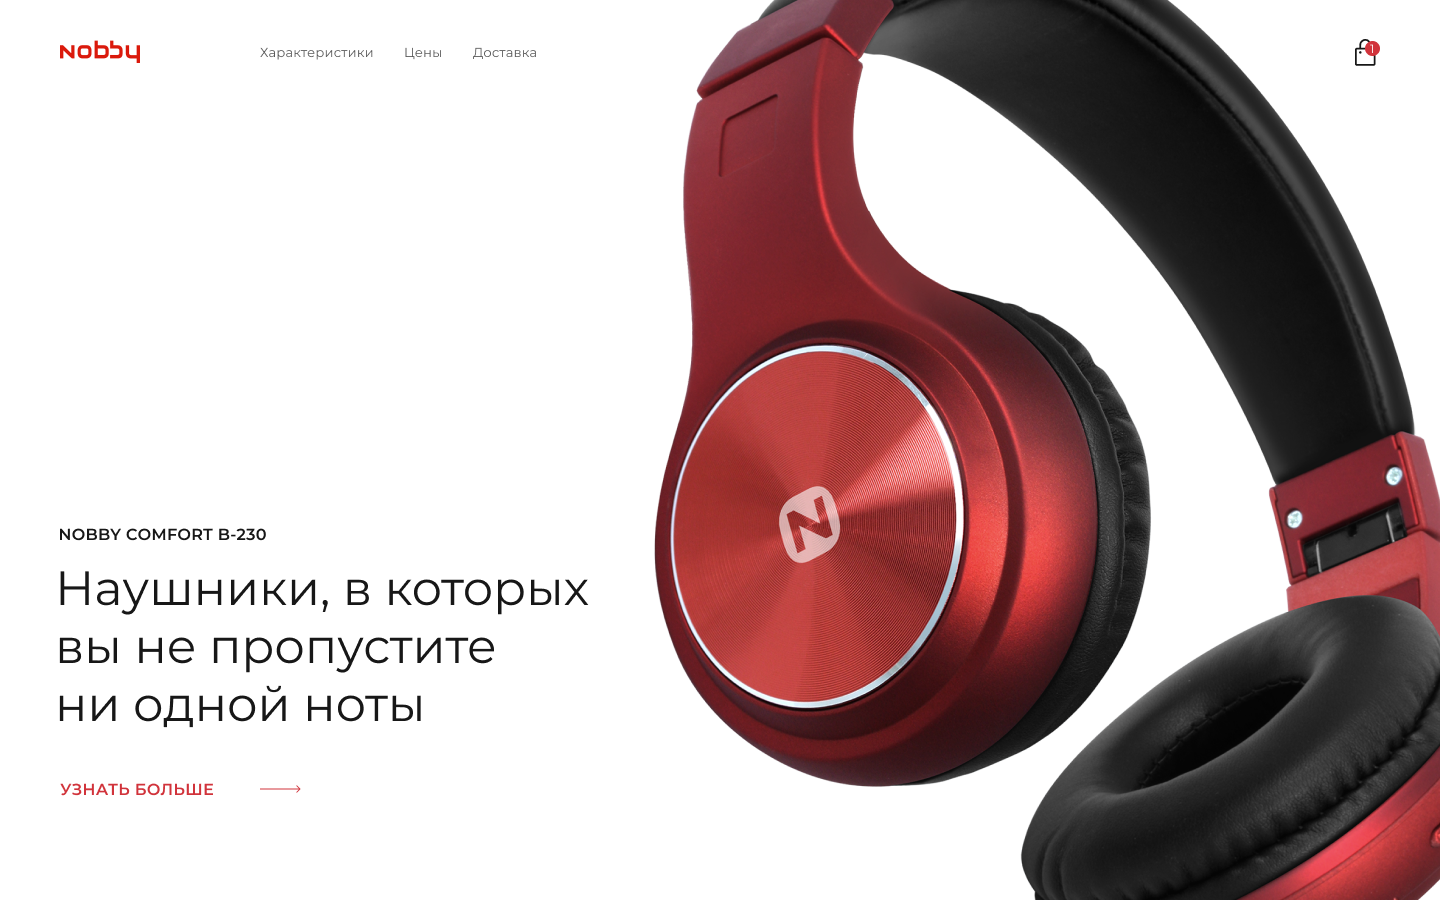 nobby
Характеристики Цены Доставка
1
N
NOBBY COMFORT B-230
Наушники, в которых
вы не пропустите
ни одной ноты
УЗНАТЬ БОЛЬШЕ